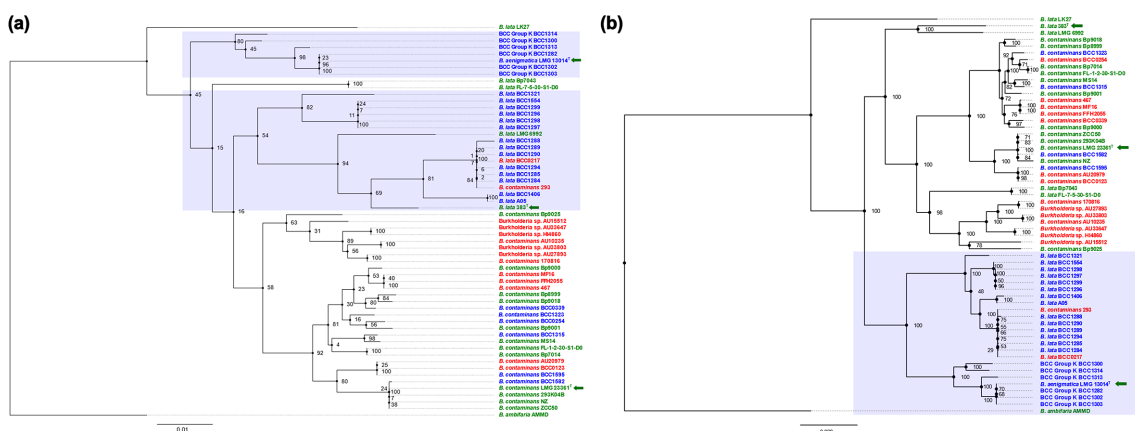 (a)
B. lata LK27
BCC Group K BCC1314
BCC Group K BCC1300
BCC Group K BCC1313
BCC Group K BCC1282
B. aenigmatica LMG 13014T
BCC Group K BCC1302
BCC Group K BCC1303
B. lata Bp7043
B. lata FL-7-5-30-S1-D0
B. lata BCC1321
B. lata BCC1554
B. lata BCC1299
B. lata BCC1296
B. lata BCC1298
B. lata BCC1297
B. lata LMG 6992
B. lata BCC1288
B. lata BCC1289
B. lata BCC1290
B. lata BCC0217
B. lata BCC1294
B. lata BCC1285
B. lata BCC1284
B. contaminans 293
B. lata BCC1406
B. lata A05
B. lata 383T
B. contaminans Bp9025
Burkholderia sp. AU15512
Burkholderia sp. AU33647
Burkholderia sp. HI4860
B. contaminans AU10235
Burkholderia sp. AU33803
Burkholderia sp. AU27893
B. contaminans 170816
B. contaminans Bp9000
B. contaminans MF16
B. contaminans FFH2055
B. contaminans 467
B. contaminans Bp8999
B. contaminans Bp9018
B. contaminans BCC0339
B. contaminans BCC1323
B. contaminans BCC0254
B. contaminans Bp9001
B. contaminans BCC1315
B. contaminans MS14
B. contaminans FL-1-2-30-S1-D0
B. contaminans Bp7014
B. contaminans AU20979
B. contaminans BCC0123
B. contaminans BCC1595
B. contaminans BCC1582
B. contaminans LMG 23361T
B. contaminans 293K04B
B. contaminans NZ
B. contaminans ZCC50
B. ambifaria AMMD
0.01
(b)
B. lata LK27
B. lata 383T
B. lata LMG 6992
B. contaminans Bp9018
B. contaminans Bp8999
B. contaminans BCC1323
B. contaminans BCC0254
B. contaminans Bp7014
B. contaminans FL-1-2-30-S1-D0
B. contaminans MS14
B. contaminans BCC1315
B. contaminans Bp9001
B. contaminans 467
B. contaminans MF16
B. contaminans FFH2055
B. contaminans BCC0339
B. contaminans Bp9000
B. contaminans ZCC50
B. contaminans 293K04B
B. contaminans LMG 23361T
B. contaminans BCC1582
B. contaminans NZ
B. contaminans BCC1595
B. contaminans AU20979
B. contaminans BCC0123
B. lata Bp7043
B. lata FL-7-5-30-S1-D0
B. contaminans 170816
Burkholderia sp. AU27893
Burkholderia sp. AU33803
B. contaminans AU10235
Burkholderia sp. AU33647
Burkholderia sp. HI4860
Burkholderia sp. AU15512
B. contaminans Bp9025
B. lata BCC1321
B. lata BCC1554
B. lata BCC1298
B. lata BCC1297
B. lata BCC1299
B. lata BCC1296
B. lata BCC1406
B. lata A05
B. contaminans 293
B. lata BCC1288
B. lata BCC1290
B. lata BCC1289
B. lata BCC1294
B. lata BCC1285
B. lata BCC1284
B. lata BCC0217
BCC Group K BCC1300
BCC Group K BCC1314
BCC Group K BCC1313
B. aenigmatica LMG 13014T
BCC Group K BCC1282
BCC Group K BCC1302
BCC Group K BCC1303
B. ambifaria AMMD